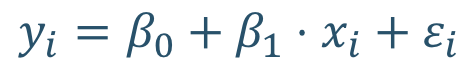 yᵢ = β₀ + β₁ · xᵢ + εᵢ